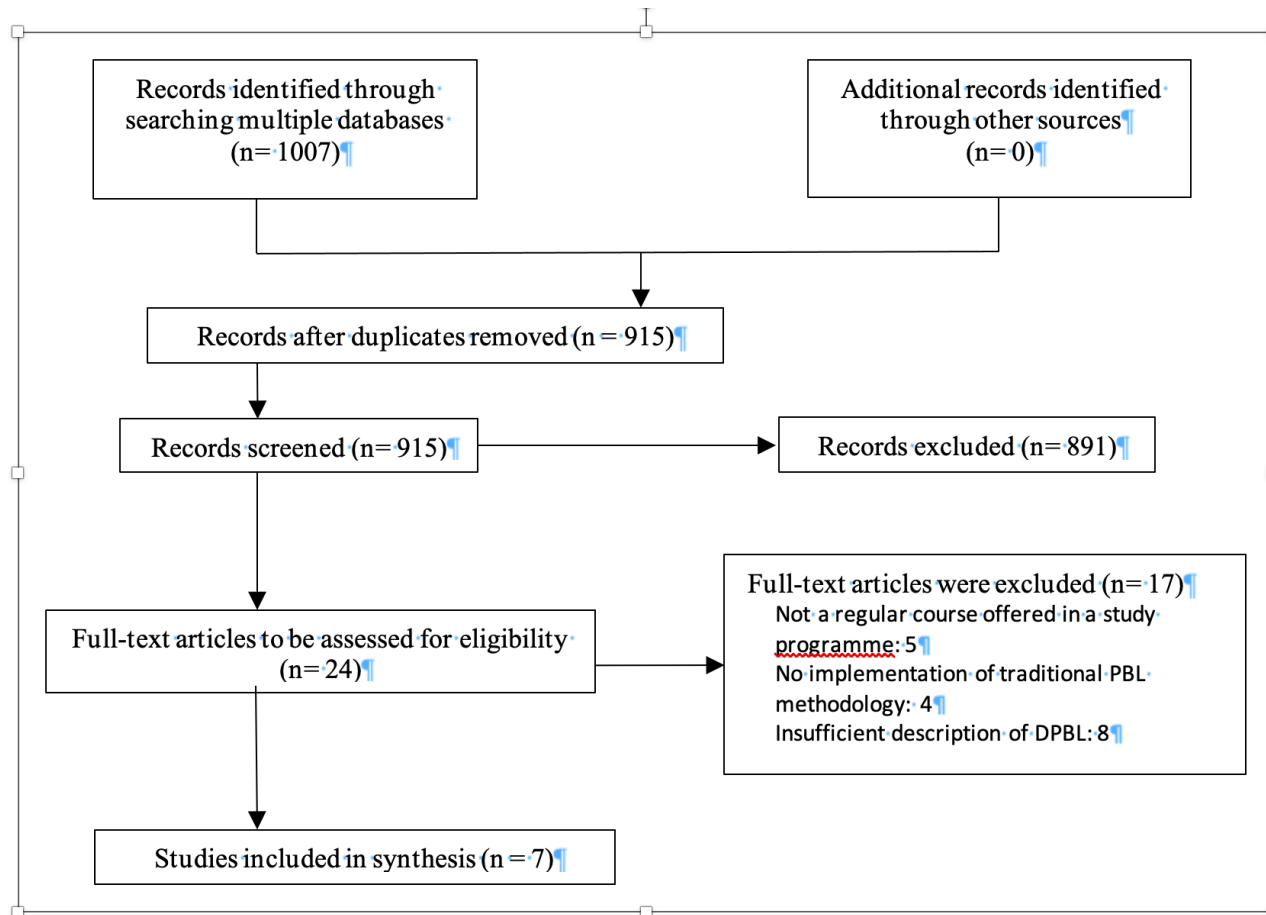 Records identified through
searching multiple databases
(n= 1007)¶
Additional records identified
through other sources¶
(n= 0)¶
Records after duplicates removed (n = 915)¶
Records screened (n= 915)¶
Records excluded (n= 891)¶
Full-text articles to be assessed for eligibility
(n= 24)¶
Full-text articles were excluded (n= 17)¶
Not a regular course offered in a study
programme: 5¶
No implementation of traditional PBL
methodology: 4¶
Insufficient description of DPBL: 8¶
Studies included in synthesis (n = 7)¶